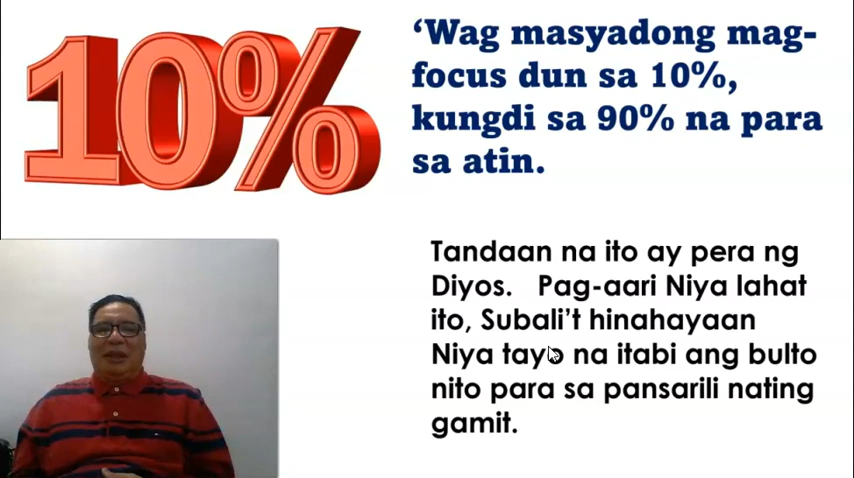 10%
‘Wag masyadong mag-
focus dun sa 10%,
kungdi sa 90% na para
sa atin.
Tandaan na ito ay pera ng
Diyos. Pag-aari Niya lahat
ito, Subali’t hinahayaan
Niya tayo na itabi ang bulto
nito para sa pansarili nating
gamit.